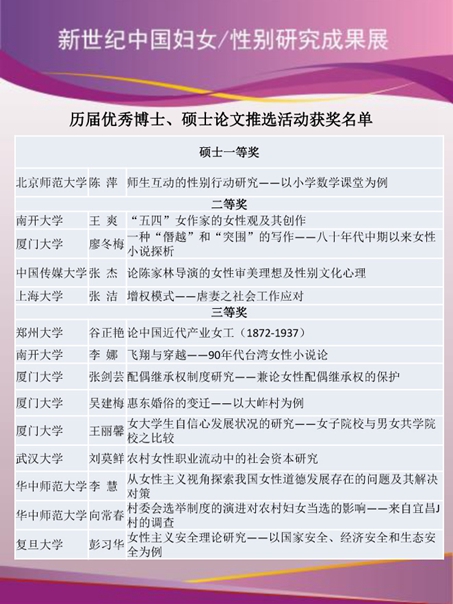 新世纪中国妇女/性别研究成果展
历届优秀博士、硕士论文推选活动获奖名单
硕士一等奖
北京师范大学 陈 萍 师生互动的性别行动研究——以小学数学课堂为例
二等奖
南开大学 王 爽 “五四”女作家的女性观及其创作
厦门大学 廖冬梅 一种“僭越”和“突围”的写作——八十年代中期以来女性
小说探析
中国传媒大学 张 杰 论陈家林导演的女性审美理想及性别文化心理
上海大学 张 洁 增权模式——虐妻之社会工作应对
三等奖
郑州大学 谷正艳 论中国近代产业女工（1872-1937）
南开大学 李 娜 飞翔与穿越——90年代台湾女性小说论
厦门大学 张剑芸 配偶继承权制度研究——兼论女性配偶继承权的保护
厦门大学 吴建梅 惠东婚俗的变迁——以大岞村为例
厦门大学 王丽馨 女大学生自信心发展状况的研究——女子院校与男女共学院
校之比较
武汉大学 刘莫鲜 农村女性职业流动中的社会资本研究
华中师范大学 李 慧 从女性主义视角探索我国女性道德发展存在的问题及其解决
对策
华中师范大学 向常春 村委会选举制度的演进对农村妇女当选的影响——来自宜昌J
村的调查
复旦大学 彭习华 女性主义安全理论研究——以国家安全、经济安全和生态安
全为例